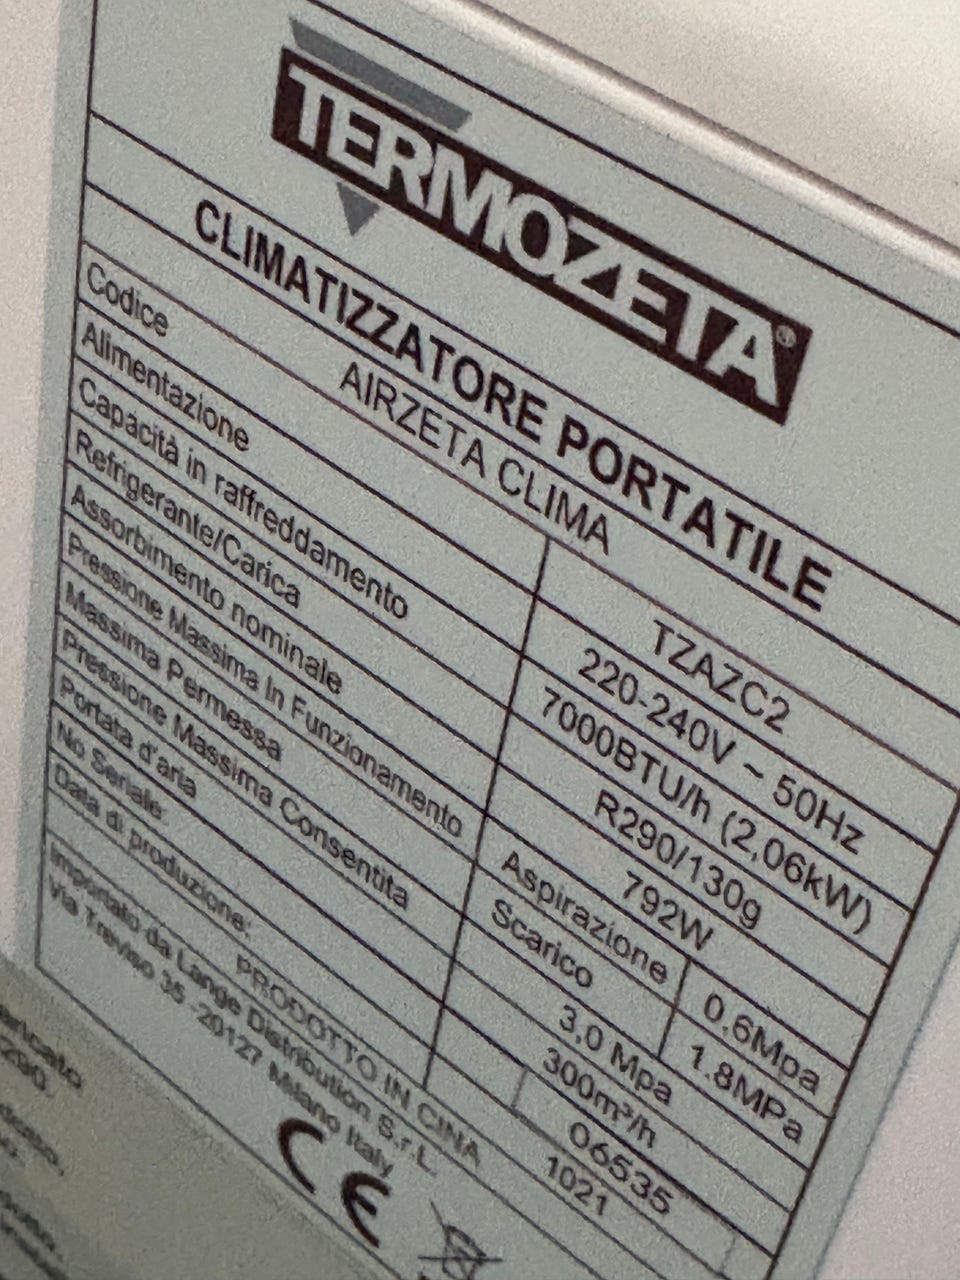 TERMOZETA®
CLIMATIZZATORE PORTATILE
AIRZETA CLIMA
Codice TZAZC2
Alimentazione 220-240V ~ 50Hz
Capacità in raffreddamento 7000BTU/h (2,06kW)
Refrigerante/Carica R290/130g
Assorbimento nominale 792W
Pressione Massima In Funzionamento Aspirazione 0,6Mpa
Massima Permessa Scarico 1.8MPa
Pressione Massima Consentita 3,0 Mpa
Portata d'aria 300m³/h
No Seriale: 06535
Data di produzione: 1021
PRODOTTO IN CINA
Importato da Lange Distribution S.r.L.
Via Treviso 35 -20127 Milano Italy
CE